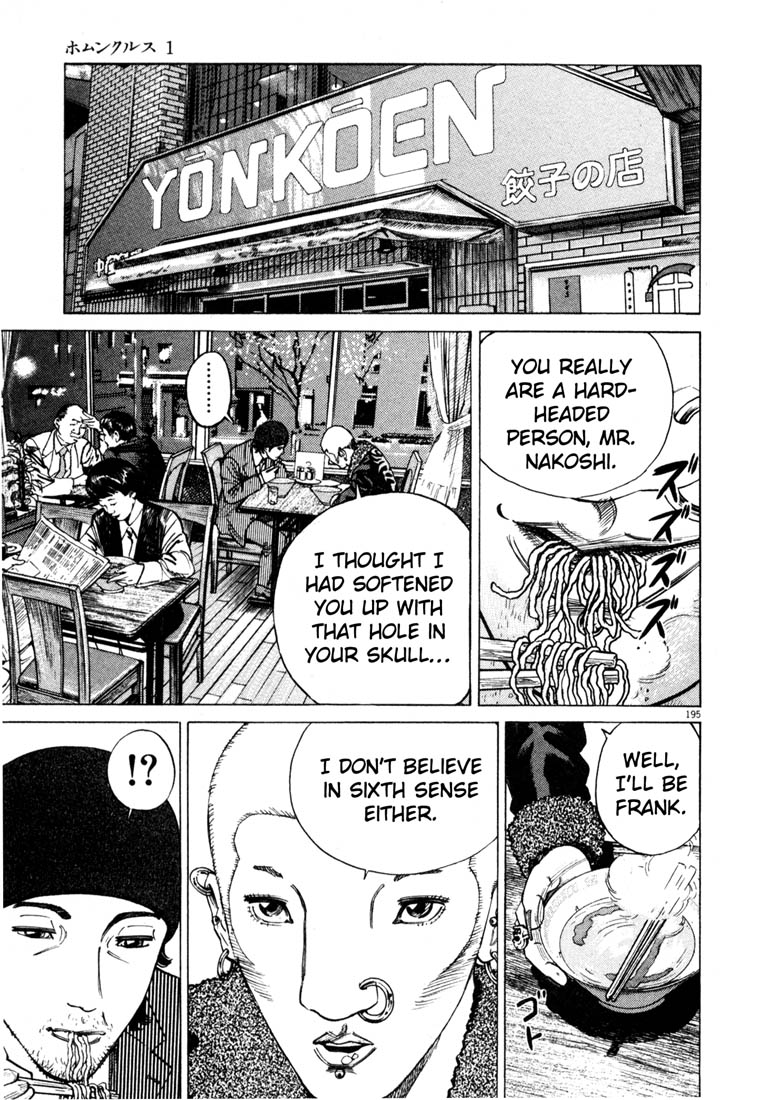 ホムンクルス 1
YŌNKŌEN
餃子の店
YOU REALLY
ARE A HARD-
HEADED
PERSON, MR.
NAKOSHI.
ズズズズ
………
I THOUGHT I
HAD SOFTENED
YOU UP WITH
THAT HOLE IN
YOUR SKULL...
195
WELL,
I'LL BE
FRANK.
ゴト
I DON'T BELIEVE
IN SIXTH SENSE
EITHER.
!?